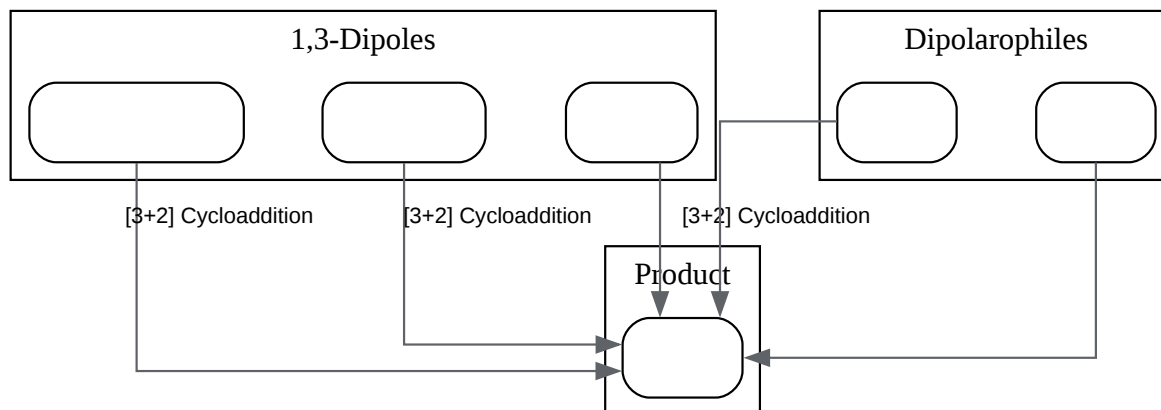 1,3-Dipoles
Dipolarophiles
[3+2] Cycloaddition
[3+2] Cycloaddition
[3+2] Cycloaddition
Product